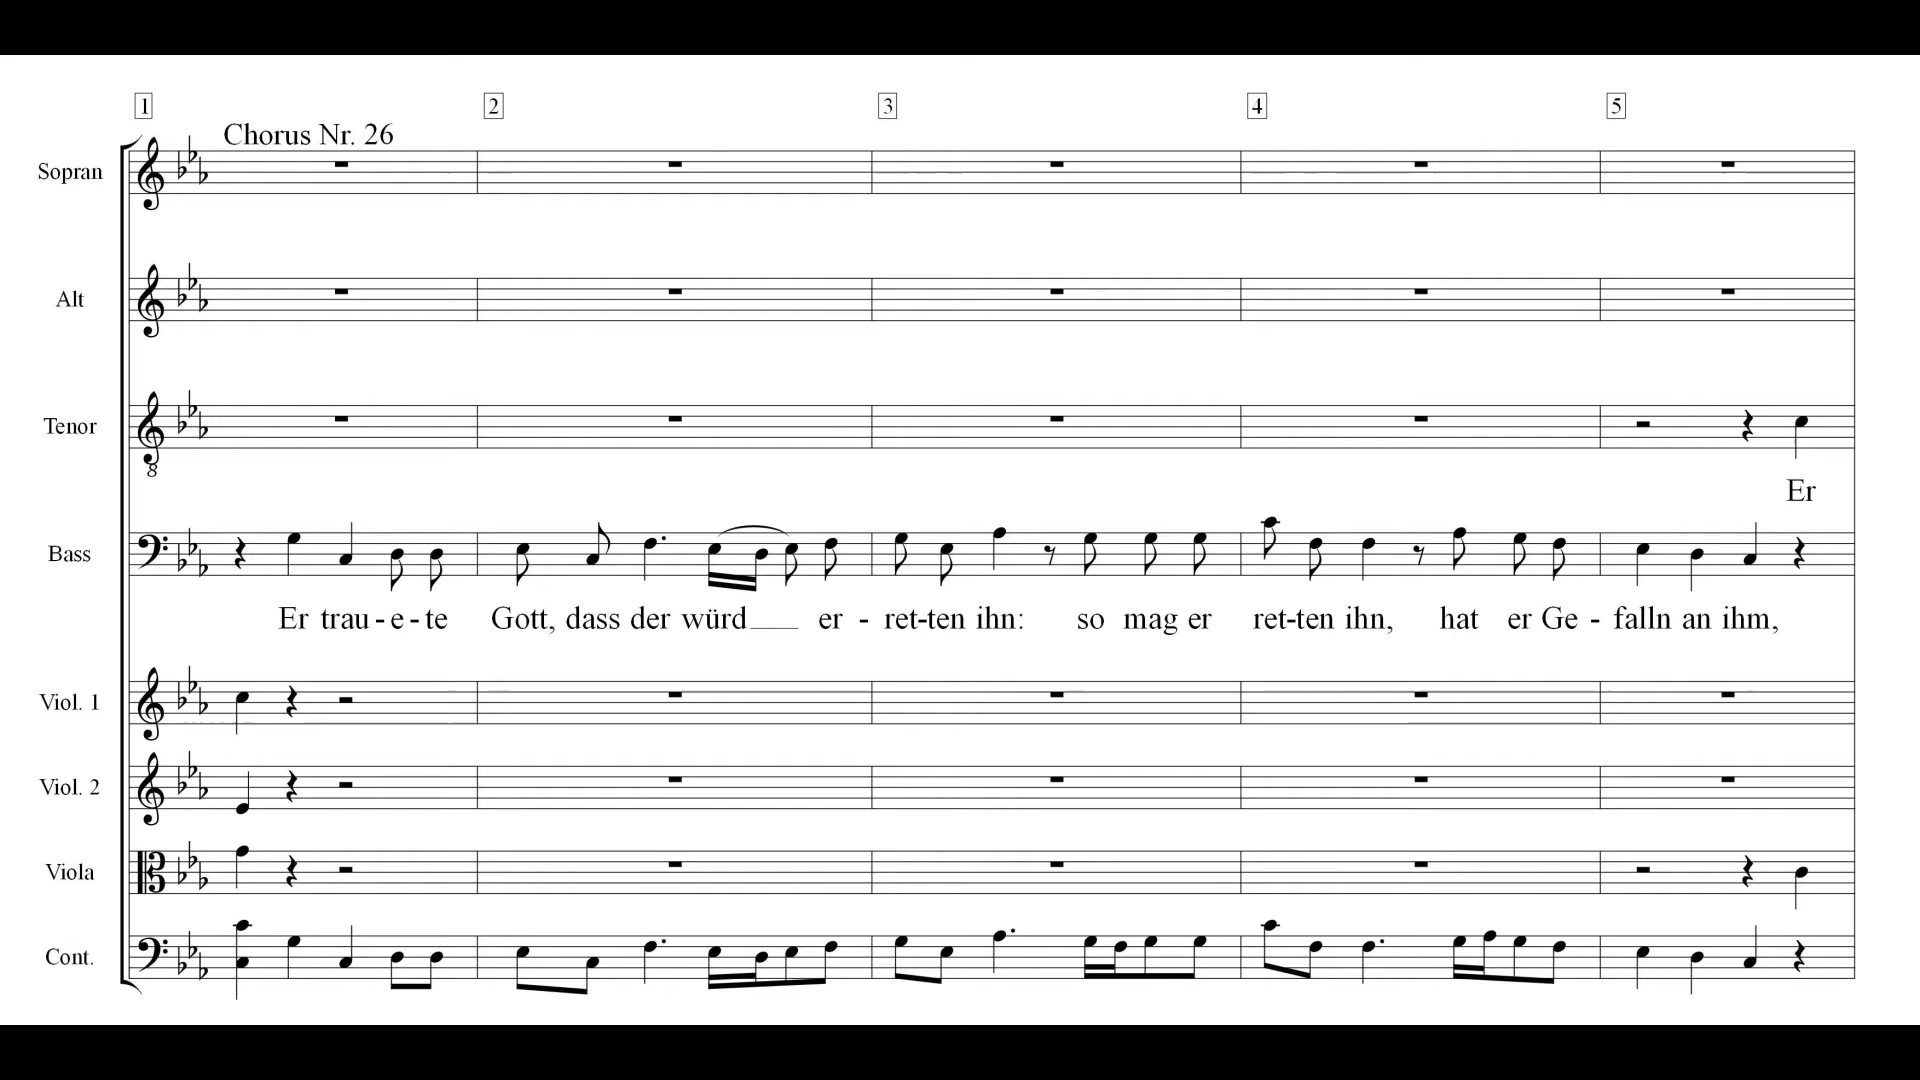 1 2 3 4 5
Chorus Nr. 26
Sopran
Alt
Tenor
8
Er
Bass
Er trau - e - te Gott, dass der würd er - ret-ten ihn: so mag er ret-ten ihn, hat er Ge - falln an ihm,
Viol. 1
Viol. 2
Viola
Cont.